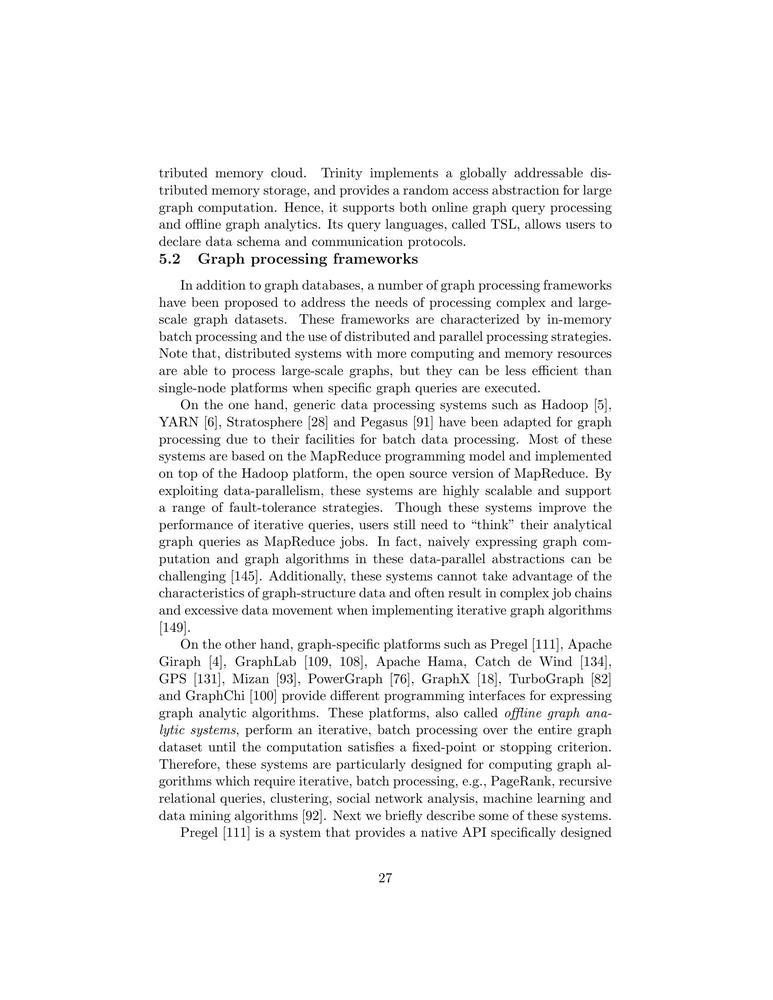 tributed memory cloud. Trinity implements a globally addressable dis-
tributed memory storage, and provides a random access abstraction for large
graph computation. Hence, it supports both online graph query processing
and offline graph analytics. Its query languages, called TSL, allows users to
declare data schema and communication protocols.
5.2 Graph processing frameworks
In addition to graph databases, a number of graph processing frameworks
have been proposed to address the needs of processing complex and large-
scale graph datasets. These frameworks are characterized by in-memory
batch processing and the use of distributed and parallel processing strategies.
Note that, distributed systems with more computing and memory resources
are able to process large-scale graphs, but they can be less efficient than
single-node platforms when specific graph queries are executed.
On the one hand, generic data processing systems such as Hadoop [5],
YARN [6], Stratosphere [28] and Pegasus [91] have been adapted for graph
processing due to their facilities for batch data processing. Most of these
systems are based on the MapReduce programming model and implemented
on top of the Hadoop platform, the open source version of MapReduce. By
exploiting data-parallelism, these systems are highly scalable and support
a range of fault-tolerance strategies. Though these systems improve the
performance of iterative queries, users still need to “think” their analytical
graph queries as MapReduce jobs. In fact, naively expressing graph com-
putation and graph algorithms in these data-parallel abstractions can be
challenging [145]. Additionally, these systems cannot take advantage of the
characteristics of graph-structure data and often result in complex job chains
and excessive data movement when implementing iterative graph algorithms
[149].
On the other hand, graph-specific platforms such as Pregel [111], Apache
Giraph [4], GraphLab [109, 108], Apache Hama, Catch de Wind [134],
GPS [131], Mizan [93], PowerGraph [76], GraphX [18], TurboGraph [82]
and GraphChi [100] provide different programming interfaces for expressing
graph analytic algorithms. These platforms, also called offline graph ana-
lytic systems, perform an iterative, batch processing over the entire graph
dataset until the computation satisfies a fixed-point or stopping criterion.
Therefore, these systems are particularly designed for computing graph al-
gorithms which require iterative, batch processing, e.g., PageRank, recursive
relational queries, clustering, social network analysis, machine learning and
data mining algorithms [92]. Next we briefly describe some of these systems.
Pregel [111] is a system that provides a native API specifically designed
27